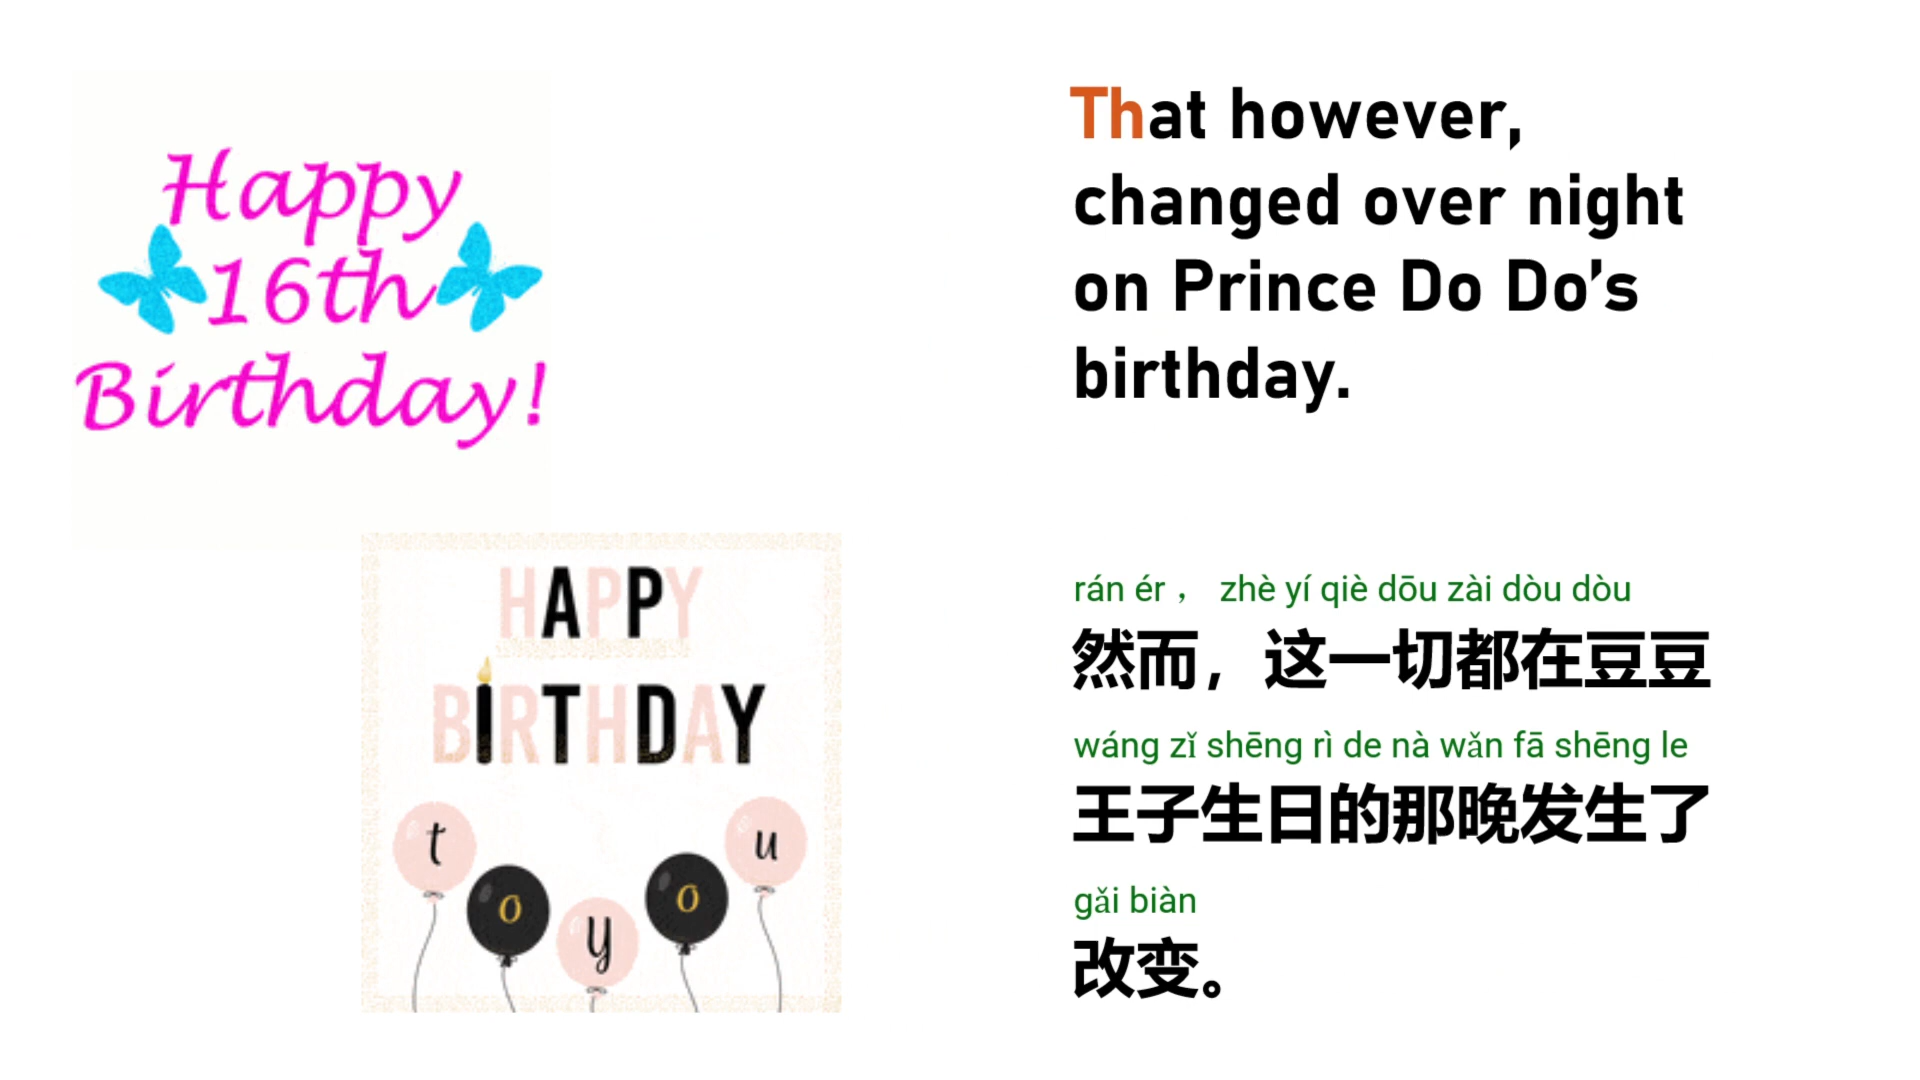 Happy
16th
Birthday!
HAPPY
BIRTHDAY
t o y o u
That however,
changed over night
on Prince Do Do’s
birthday.
rán ér ， zhè yí qiè dōu zài dòu dòu
然而，这一切都在豆豆
wáng zǐ shēng rì de nà wǎn fā shēng le
王子生日的那晚发生了
gǎi biàn
改变。